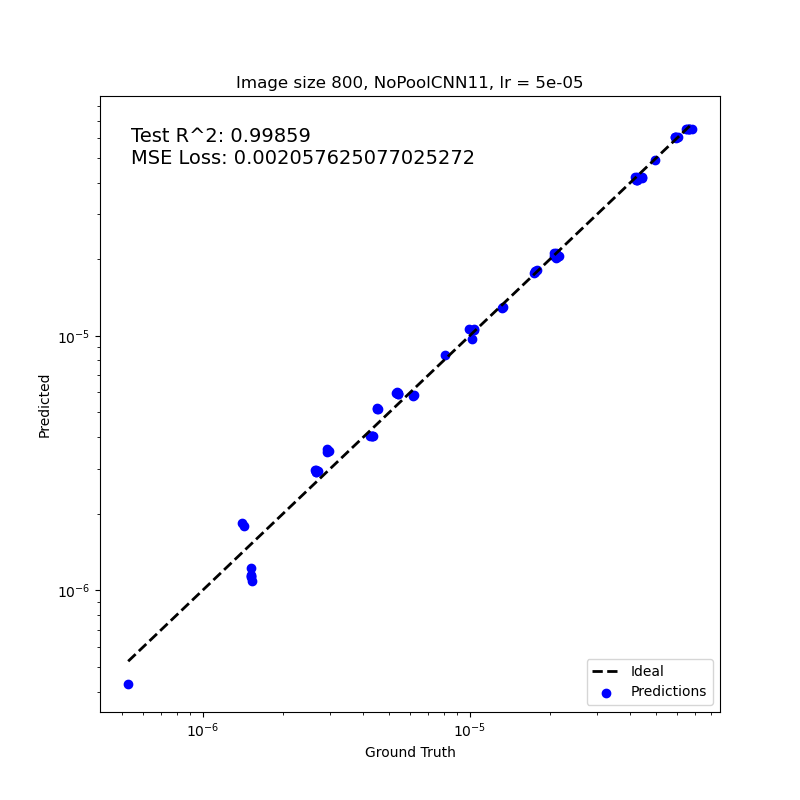 Image size 800, NoPoolCNN11, lr = 5e-05
Test R^2: 0.99859
MSE Loss: 0.002057625077025272
10⁻⁵
10⁻⁶
Predicted
Ideal
Predictions
10⁻⁶
10⁻⁵
Ground Truth